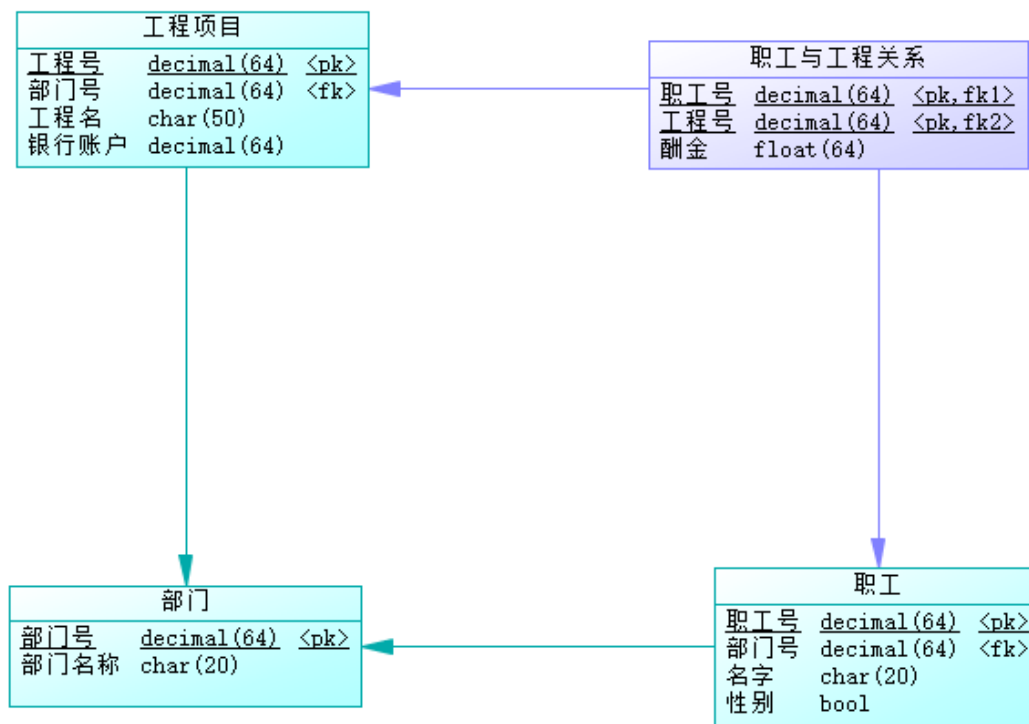 工程项目
工程号 decimal(64) <pk>
部门号 decimal(64) <fk>
工程名 char(50)
银行账户 decimal(64)
职工与工程关系
职工号 decimal(64) <pk,fk1>
工程号 decimal(64) <pk,fk2>
酬金 float(64)
部门
部门号 decimal(64) <pk>
部门名称 char(20)
职工
职工号 decimal(64) <pk>
部门号 decimal(64) <fk>
名字 char(20)
性别 bool